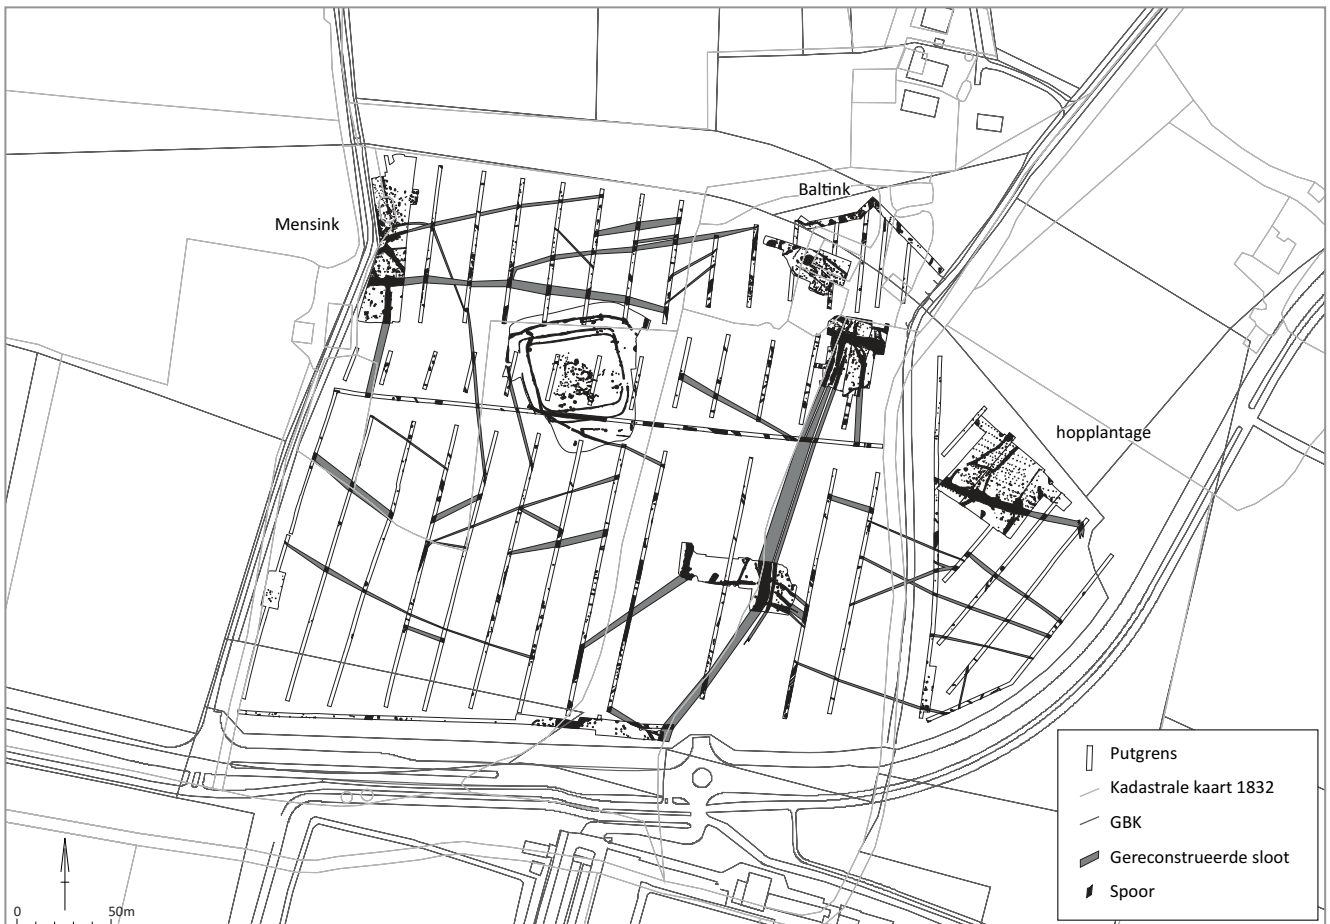 Baltink
Mensink
hopplantage
Putgrens
Kadastrale kaart 1832
GBK
Gereconstrueerde sloot
Spoor
0 50m